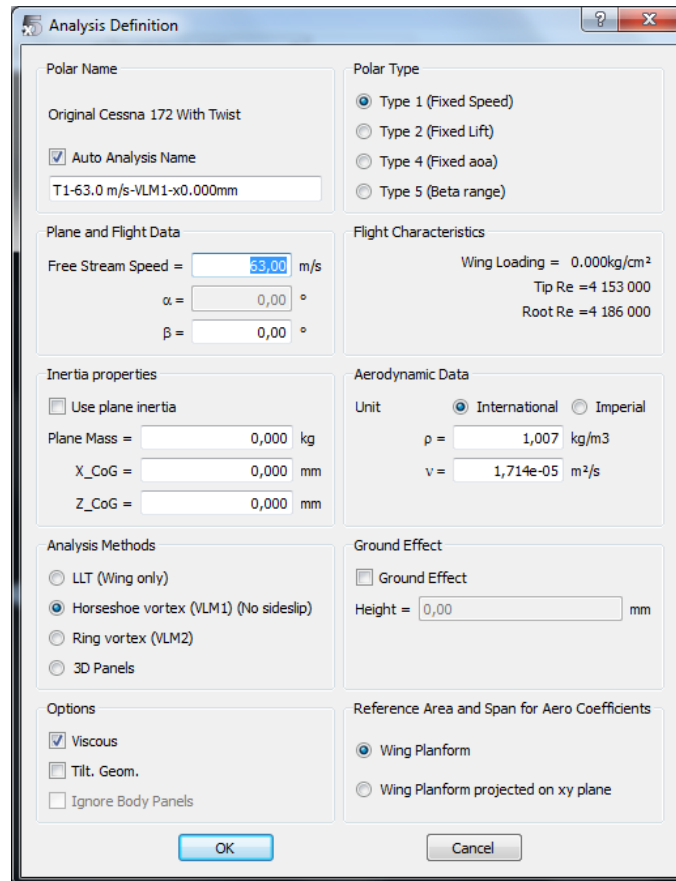 Analysis Definition
Polar Name
Original Cessna 172 With Twist
Auto Analysis Name
T1-63.0 m/s-VLM1-x0.000mm
Polar Type
Type 1 (Fixed Speed)
Type 2 (Fixed Lift)
Type 4 (Fixed aoa)
Type 5 (Beta range)
Plane and Flight Data
Free Stream Speed = 63,00 m/s
α = 0,00 °
β = 0,00 °
Flight Characteristics
Wing Loading = 0.000kg/cm²
Tip Re =4 153 000
Root Re =4 186 000
Inertia properties
Use plane inertia
Plane Mass = 0,000 kg
X_CoG = 0,000 mm
Z_CoG = 0,000 mm
Aerodynamic Data
Unit International Imperial
ρ = 1,007 kg/m3
ν = 1,714e-05 m²/s
Analysis Methods
LLT (Wing only)
Horseshoe vortex (VLM1) (No sideslip)
Ring vortex (VLM2)
3D Panels
Ground Effect
Ground Effect
Height = 0,00 mm
Options
Viscous
Tilt. Geom.
Ignore Body Panels
Reference Area and Span for Aero Coefficients
Wing Planform
Wing Planform projected on xy plane
OK
Cancel